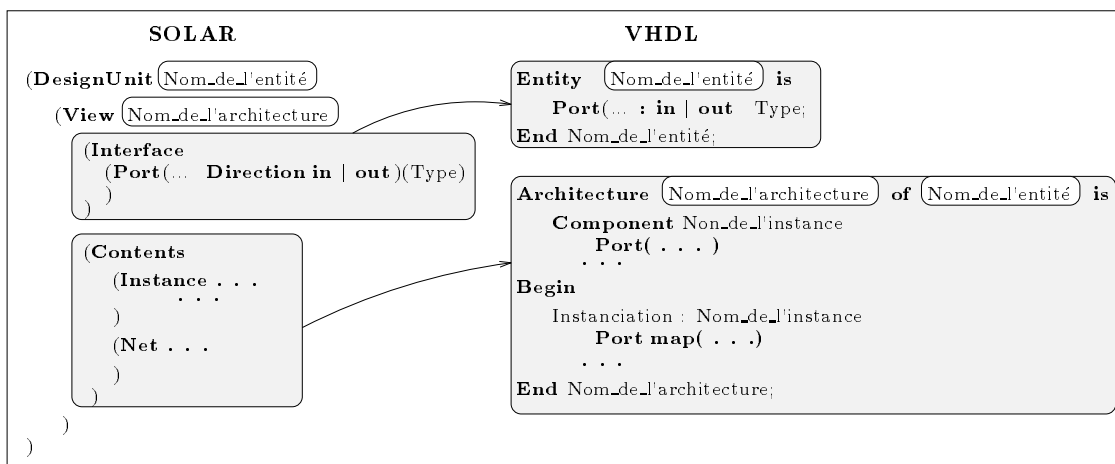 SOLAR
(DesignUnit Nom_de_l'entité
(View Nom_de_l'architecture
(Interface
(Port(... Direction in | out)(Type)
)
)
(Contents
(Instance . . .
. . .
)
(Net . . .
)
)
)
)
VHDL
Entity Nom_de_l'entité is
Port(... : in | out Type;
End Nom_de_l'entité;
Architecture Nom_de_l'architecture of Nom_de_l'entité is
Component Non_de_l'instance
Port( . . . )
. . .
Begin
Instanciation : Nom_de_l'instance
Port map( . . .)
. . .
End Nom_de_l'architecture;